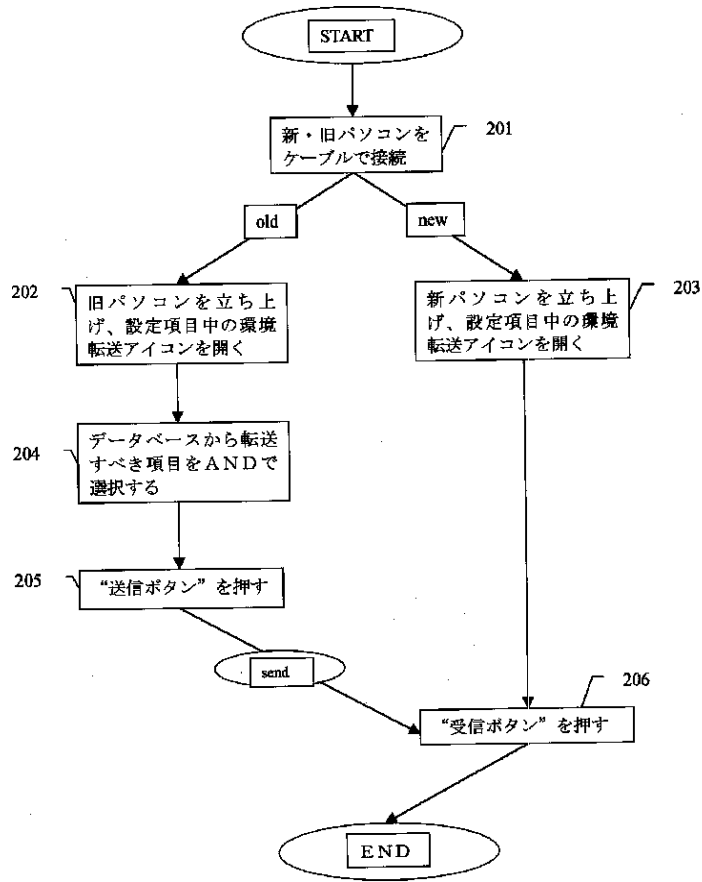 START
新・旧パソコンを
ケーブルで接続
201
old
new
202
旧パソコンを立ち上
げ、設定項目中の環境
転送アイコンを開く
新パソコンを立ち上
げ、設定項目中の環境
転送アイコンを開く
203
204
データベースから転送
すべき項目をANDで
選択する
205
“送信ボタン”を押す
send
206
“受信ボタン”を押す
END